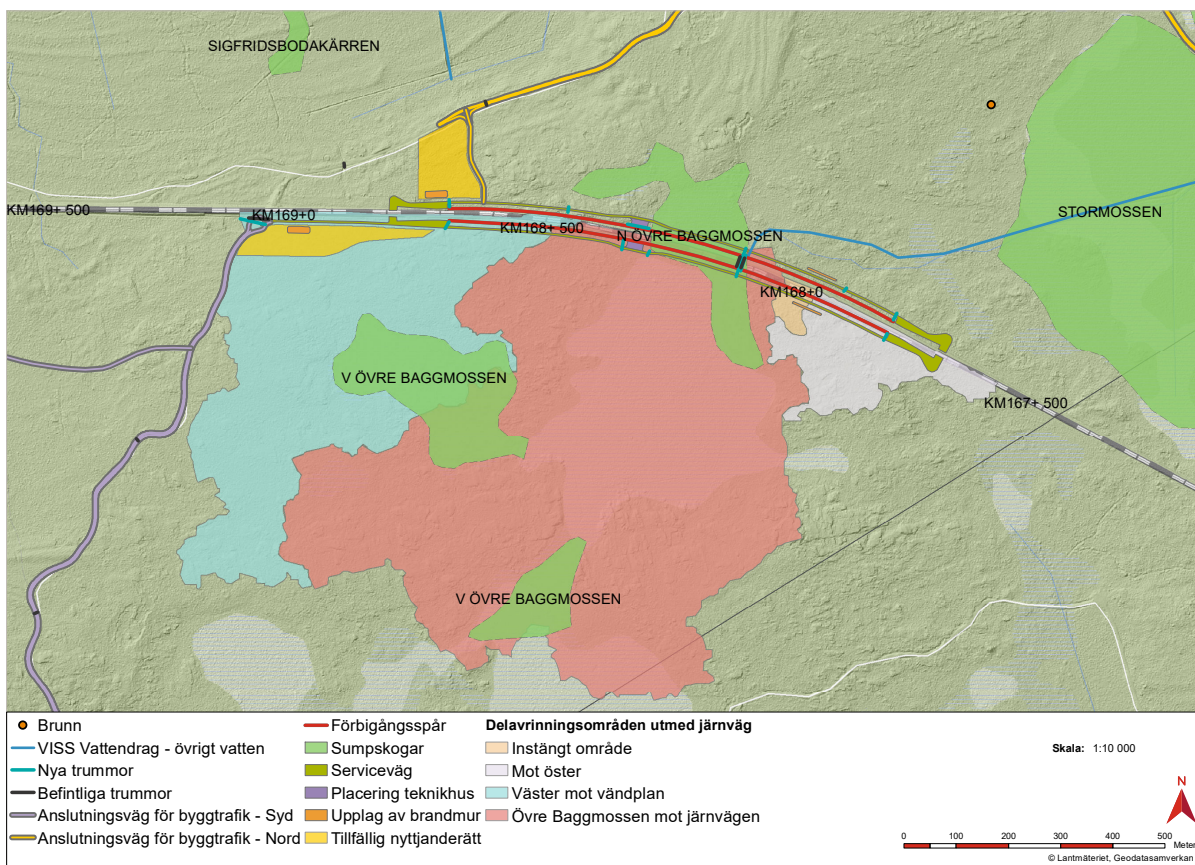 SIGFRIDSBODAKÄRREN
STORMOSSEN
KM169+ 500
KM169+0
KM168+ 500
N ÖVRE BAGGMOSSEN
KM168+0
V ÖVRE BAGGMOSSEN
KM167+ 500
V ÖVRE BAGGMOSSEN
Brunn
VISS Vattendrag - övrigt vatten
Nya trummor
Befintliga trummor
Anslutningsväg för byggtrafik - Syd
Anslutningsväg för byggtrafik - Nord
Förbigångsspår
Sumpskogar
Serviceväg
Placering teknikhus
Upplag av brandmur
Tillfällig nyttjanderätt
Delavrinningsområden utmed järnväg
Instängt område
Mot öster
Väster mot vändplan
Övre Baggmossen mot järnvägen
Skala: 1:10 000
N
0 100 200 300 400 500
Meter
© Lantmäteriet, Geodatasamverkan